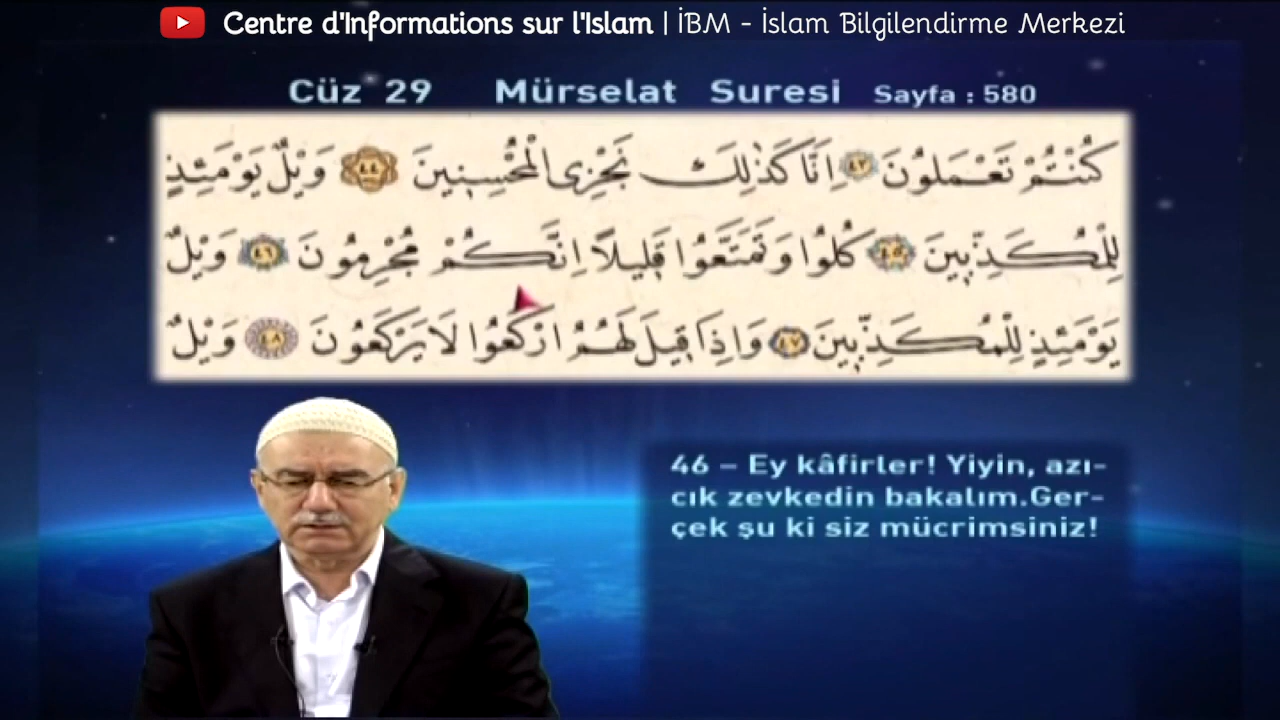 Centre d'Informations sur l'Islam | İBM - İslam Bilgilendirme Merkezi
Cüz 29 Mürselat Suresi Sayfa : 580
كُنْتُمْ تَعْمَلُونَ ﴿٤٣﴾ اِنَّا كَذٰلِكَ نَجْزِى الْمُحْسِنٖينَ ﴿٤٤﴾ وَيْلٌ يَوْمَئِذٍ
لِلْمُكَذِّبٖينَ ﴿٤٥﴾ كُلُوا وَتَمَتَّعُوا قَلٖيلًا اِنَّكُمْ مُجْرِمُونَ ﴿٤٦﴾ وَيْلٌ
يَوْمَئِذٍ لِلْمُكَذِّبٖينَ ﴿٤٧﴾ وَاِذَا قٖيلَ لَهُمُ ارْكَعُوا لَا يَرْكَعُونَ ﴿٤٨﴾ وَيْلٌ
46 – Ey kâfirler! Yiyin, azı-
cık zevkedin bakalım.Ger-
çek şu ki siz mücrimsiniz!